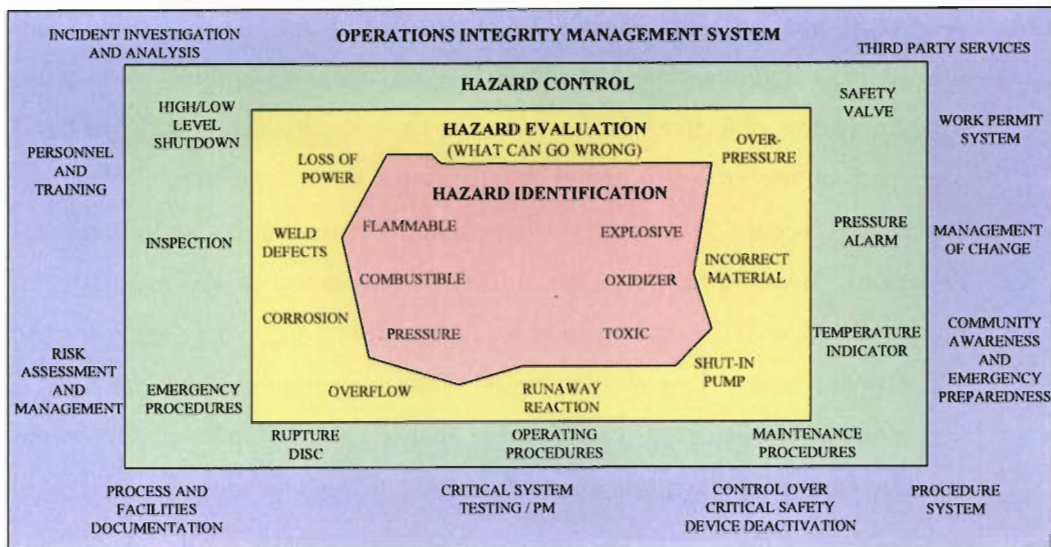 INCIDENT INVESTIGATION
AND ANALYSIS
OPERATIONS INTEGRITY MANAGEMENT SYSTEM
THIRD PARTY SERVICES
HAZARD CONTROL
HIGH/LOW
LEVEL
SHUTDOWN
SAFETY
VALVE
HAZARD EVALUATION
(WHAT CAN GO WRONG)
WORK PERMIT
SYSTEM
PERSONNEL
AND
TRAINING
LOSS OF
POWER
OVER-
PRESSURE
HAZARD IDENTIFICATION
FLAMMABLE
EXPLOSIVE
PRESSURE
ALARM
MANAGEMENT
OF CHANGE
INSPECTION
WELD
DEFECTS
COMBUSTIBLE
OXIDIZER
INCORRECT
MATERIAL
CORROSION
PRESSURE
TOXIC
TEMPERATURE
INDICATOR
COMMUNITY
AWARENESS
AND
EMERGENCY
PREPAREDNESS
RISK
ASSESSMENT
AND
MANAGEMENT
EMERGENCY
PROCEDURES
OVERFLOW
RUNAWAY
REACTION
SHUT-IN
PUMP
RUPTURE
DISC
OPERATING
PROCEDURES
MAINTENANCE
PROCEDURES
PROCESS AND
FACILITIES
DOCUMENTATION
CRITICAL SYSTEM
TESTING / PM
CONTROL OVER
CRITICAL SAFETY
DEVICE DEACTIVATION
PROCEDURE
SYSTEM